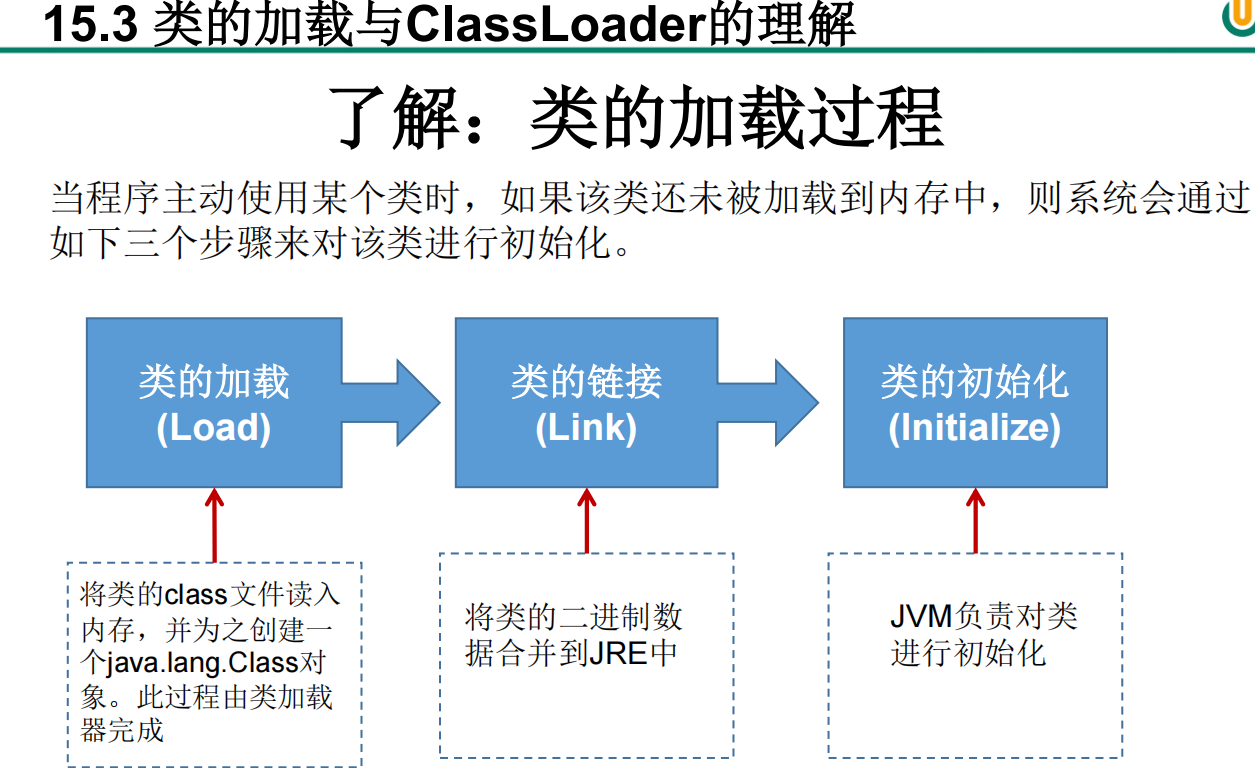 15.3 类的加载与ClassLoader的理解
了解：类的加载过程
当程序主动使用某个类时，如果该类还未被加载到内存中，则系统会通过
如下三个步骤来对该类进行初始化。
类的加载
(Load)
类的链接
(Link)
类的初始化
(Initialize)
将类的class文件读入
内存，并为之创建一
个java.lang.Class对
象。此过程由类加载
器完成
将类的二进制数
据合并到JRE中
JVM负责对类
进行初始化